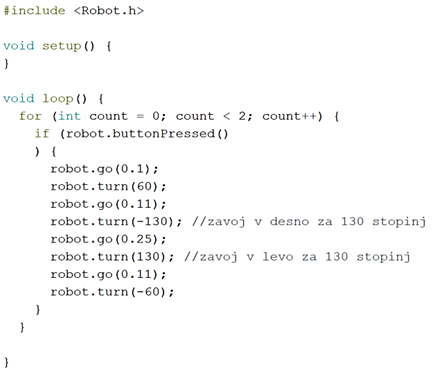 #include <Robot.h>

void setup() {
}

void loop() {
  for (int count = 0; count < 2; count++) {
    if (robot.buttonPressed()
    ) {
      robot.go(0.1);
      robot.turn(60);
      robot.go(0.11);
      robot.turn(-130); //zavoj v desno za 130 stopinj
      robot.go(0.25);
      robot.turn(130); //zavoj v levo za 130 stopinj
      robot.go(0.11);
      robot.turn(-60);
    }
  }

}